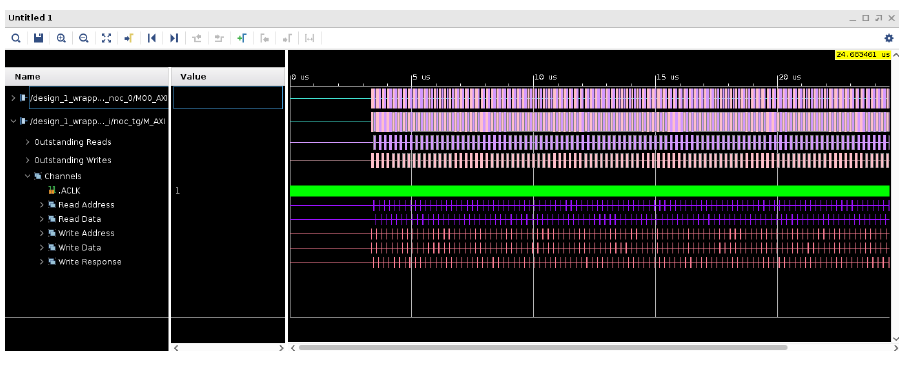 Untitled 1
24.663461 us
Name
Value
0 us
5 us
10 us
15 us
20 us
/design_1_wrapp..._noc_0/M00_AXI
/design_1_wrapp..._i/noc_tg/M_AXI
Outstanding Reads
Outstanding Writes
Channels
.ACLK
1
Read Address
Read Data
Write Address
Write Data
Write Response